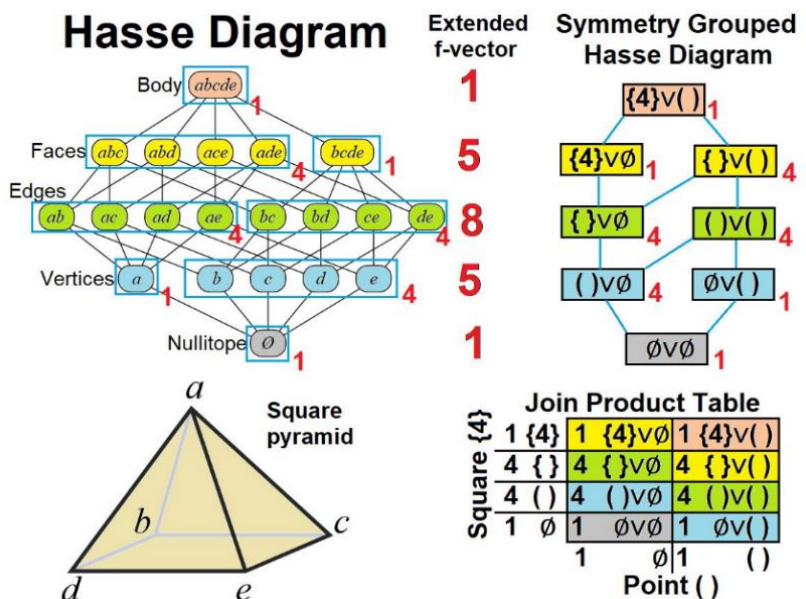 Hasse Diagram
Extended
f-vector
Symmetry Grouped
Hasse Diagram
Body abcde 1
1
Faces abc abd ace ade 4 bcde 1
5
Edges
ab ac ad ae 4 bc bd ce de 4
8
Vertices a 1 b c d e 4
5
Nullitope Ø 1
1
{4}∨( ) 1
{4}∨Ø 1 { }∨( ) 4
{ }∨Ø 4 ( )∨( ) 4
( )∨Ø 4 Ø∨( ) 1
Ø∨Ø 1
a
b
c
d
e
Square
pyramid
Join Product Table
Square {4}
1 {4} 1 {4}∨Ø 1 {4}∨( )
4 { } 4 { }∨Ø 4 { }∨( )
4 ( ) 4 ( )∨Ø 4 ( )∨( )
1 Ø 1 Ø∨Ø 1 Ø∨( )
1 Ø 1 ( )
Point ( )